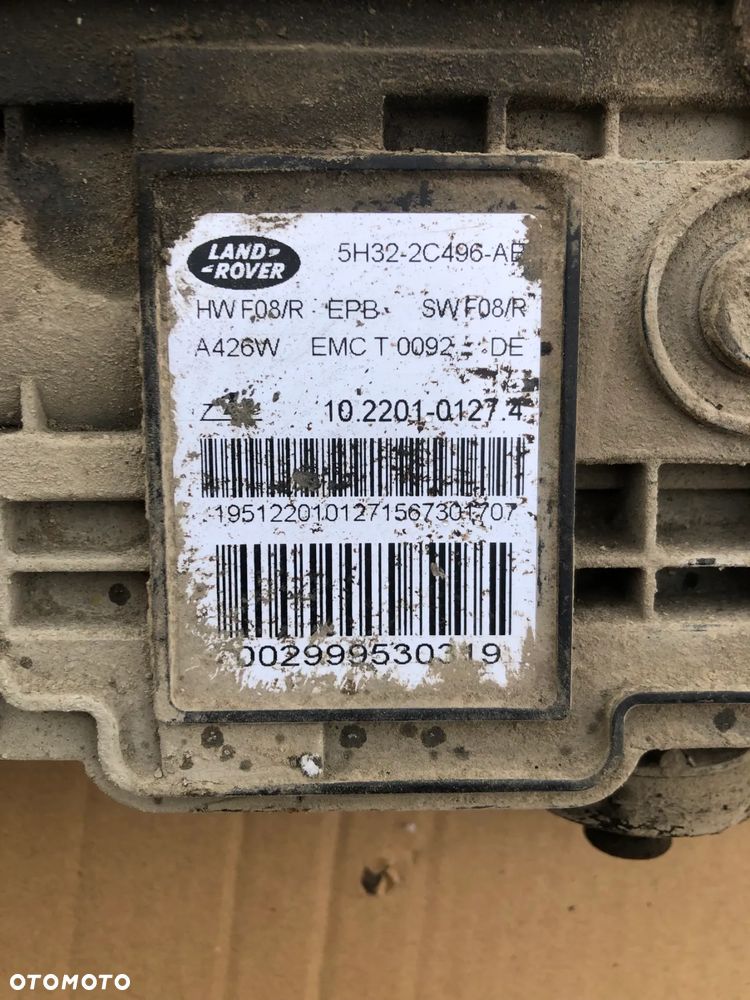 LAND-
-ROVER
5H32-2C496-AE
HW F08/R EPB SW F08/R
A426W EMC T 0092 - DE
10.2201-0127.4
1951220101271567301707
002999530319
OTOMOTO